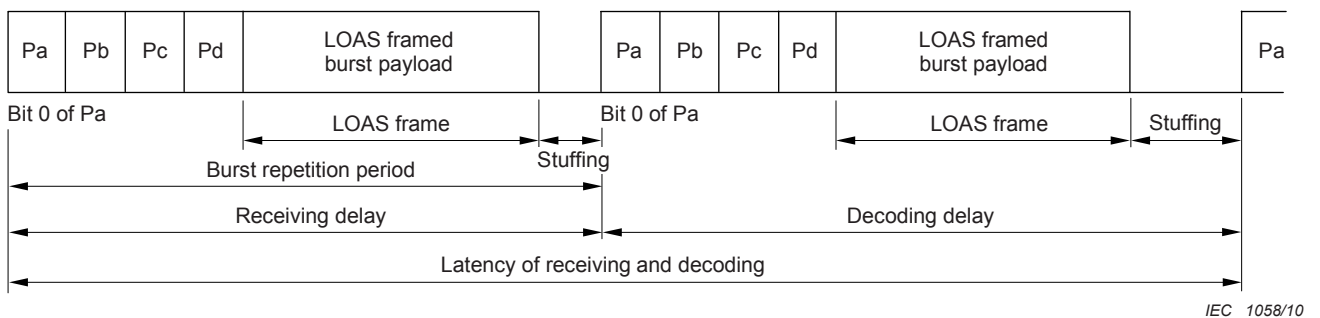 Pa Pb Pc Pd LOAS framed Pa Pb Pc Pd LOAS framed Pa
burst payload burst payload
Bit 0 of Pa Bit 0 of Pa
LOAS frame LOAS frame Stuffing
Stuffing
Burst repetition period
Receiving delay Decoding delay
Latency of receiving and decoding
IEC 1058/10